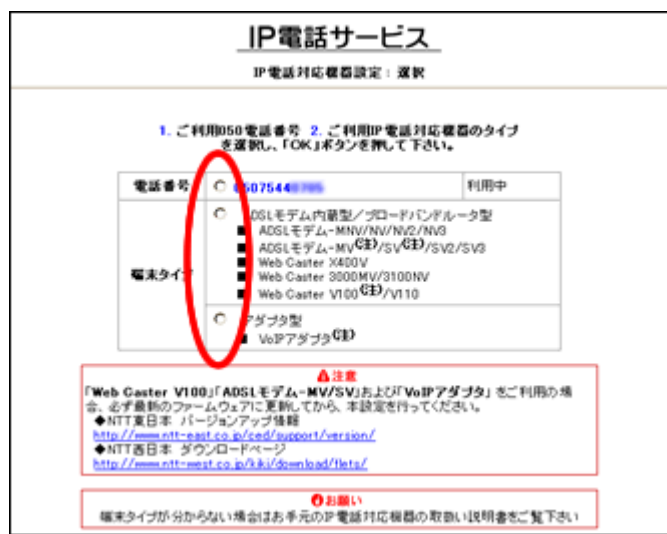 IP電話サービス
IP電話対応機器設定：選択
1. ご利用050電話番号 2. ご利用IP電話対応機器のタイプ
を選択し、「OK」ボタンを押して下さい。
電話番号 05075440705 利用中
ADSLモデム内蔵型／ブロードバンドルータ型
■ ADSLモデム-MNV/NV/NV2/NV3
■ ADSLモデム-MV(注)/SV(注)/SV2/SV3
■ Web Caster X400V
端末タイプ ■ Web Caster 3000MV/3100NV
■ Web Caster V100(注)/V110
アダプタ型
■ VoIPアダプタ(注)
注意
「Web Caster V100」「ADSLモデム-MV/SV」および「VoIPアダプタ」をご利用の場
合、必ず最新のファームウェアに更新してから、本設定を行ってください。
◆NTT東日本 バージョンアップ情報
http://www.ntt-east.co.jp/ced/support/version/
◆NTT西日本 ダウンロードページ
http://www.ntt-west.co.jp/kiki/download/flets/
お願い
端末タイプが分からない場合はお手元のIP電話対応機器の取扱い説明書をご覧下さい